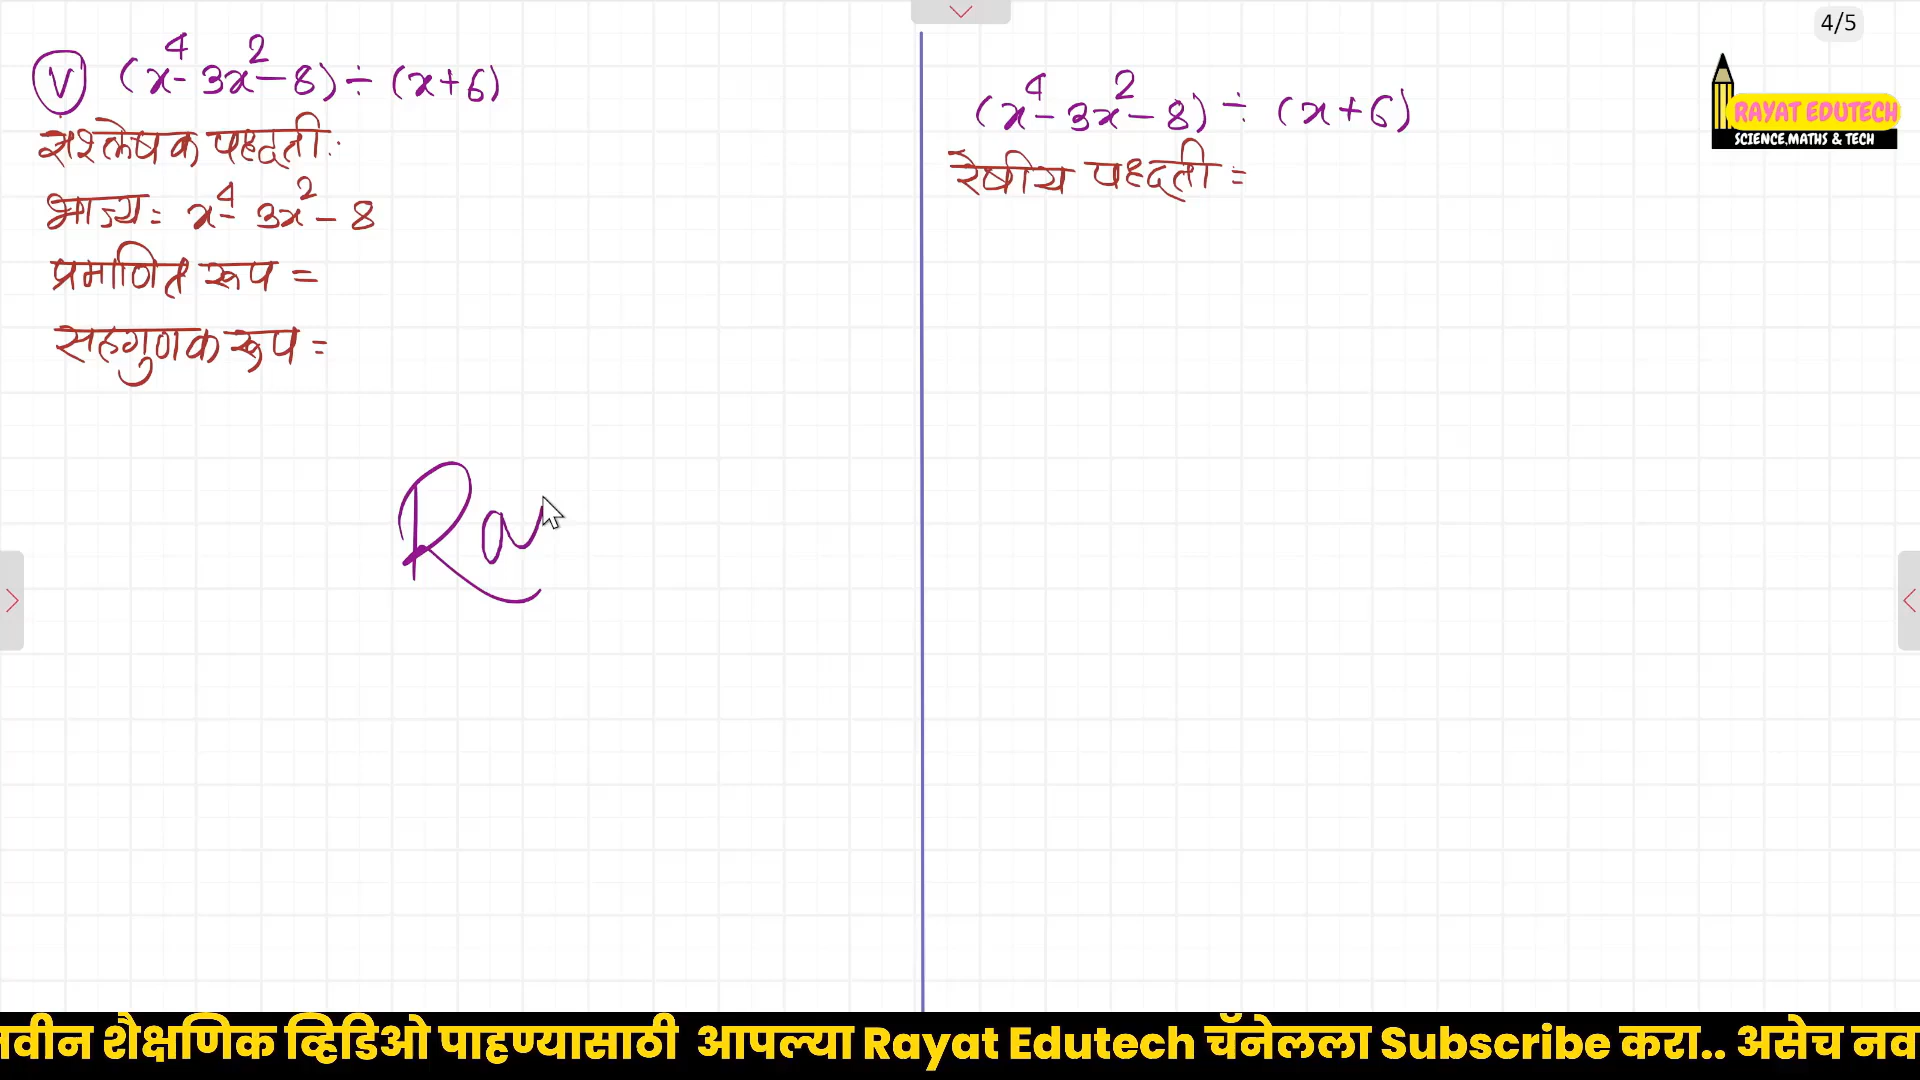 4/5
V (x⁴-3x²-8)÷(x+6)
संश्लेषक पद्धती:
भाज्य= x⁴-3x²-8
प्रमाणित रूप =
सहगुणक रूप=
Ra
(x⁴-3x²-8)÷(x+6)
रेषीय पद्धती=
RAYAT EDUTECH
SCIENCE,MATHS & TECH
नवीन शैक्षणिक व्हिडिओ पाहण्यासाठी आपल्या Rayat Edutech चॅनेलला Subscribe करा.. असेच नव